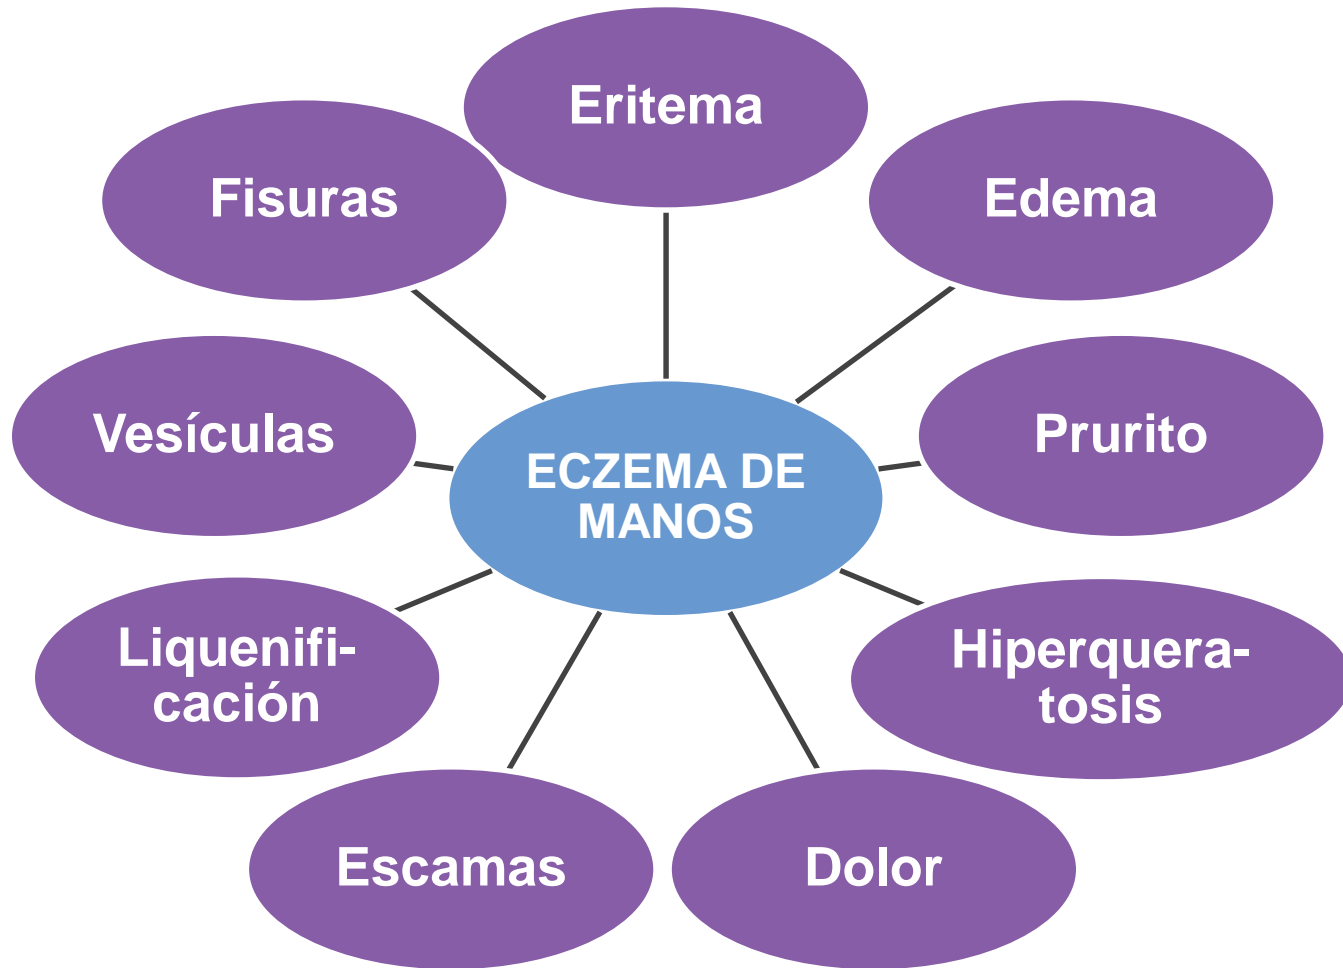 Eritema
Fisuras
Edema
Vesículas
Prurito
ECZEMA DE
MANOS
Liquenifi-
cación
Hiperquera-
tosis
Escamas
Dolor